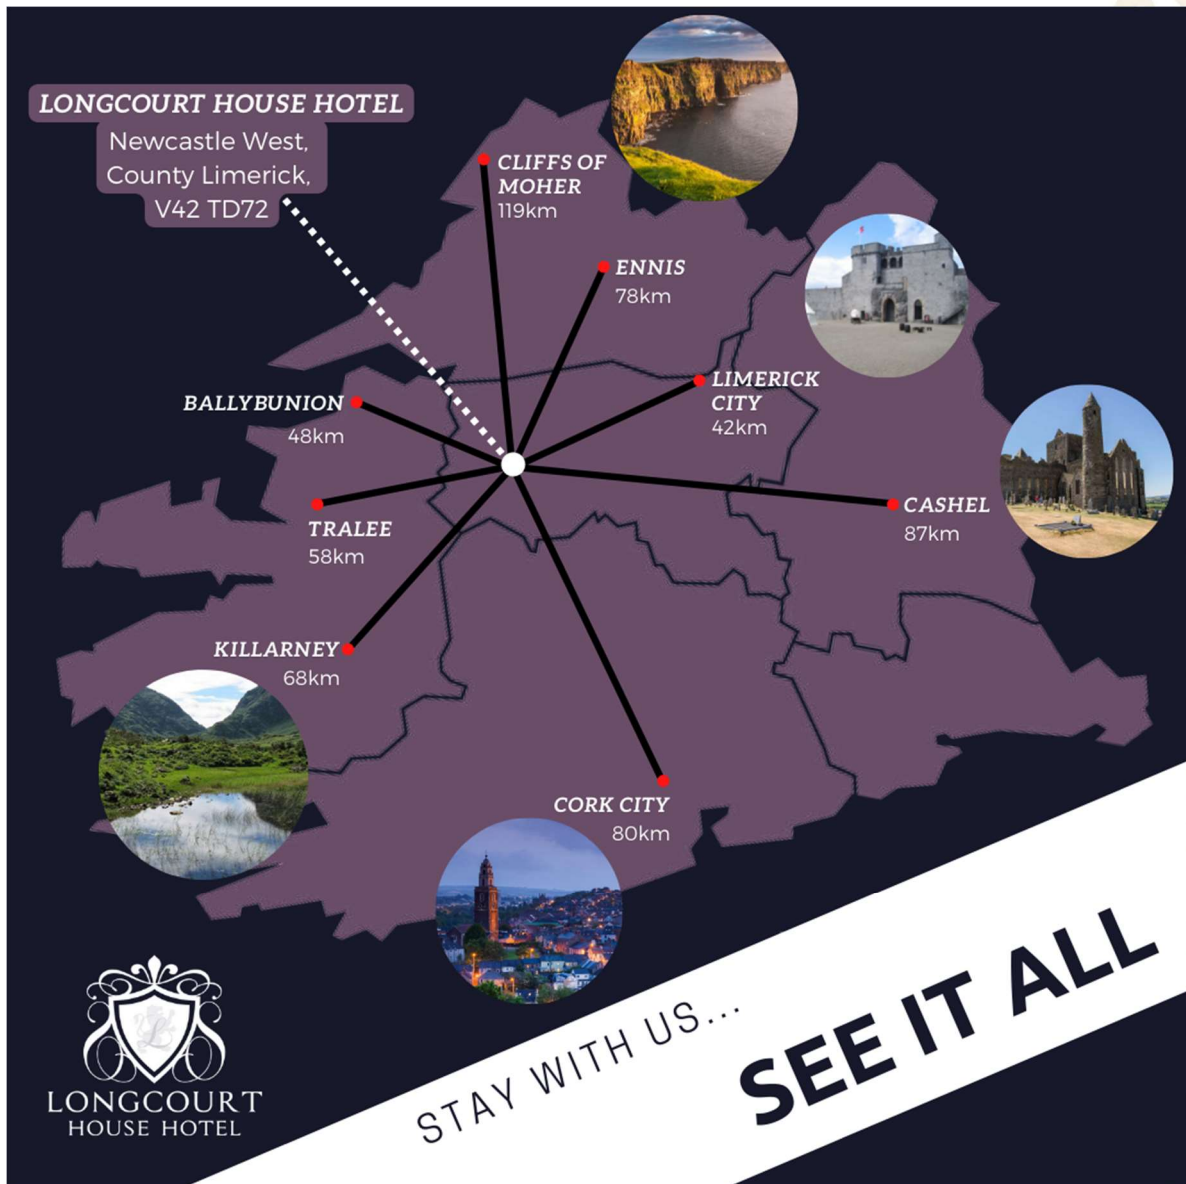 LONGCOURT HOUSE HOTEL
Newcastle West,
County Limerick,
V42 TD72
CLIFFS OF
MOHER
119km
ENNIS
78km
LIMERICK
CITY
42km
BALLYBUNION
48km
CASHEL
87km
TRALEE
58km
KILLARNEY
68km
CORK CITY
80km
STAY WITH US...
SEE IT ALL
L
LONGCOURT
HOUSE HOTEL